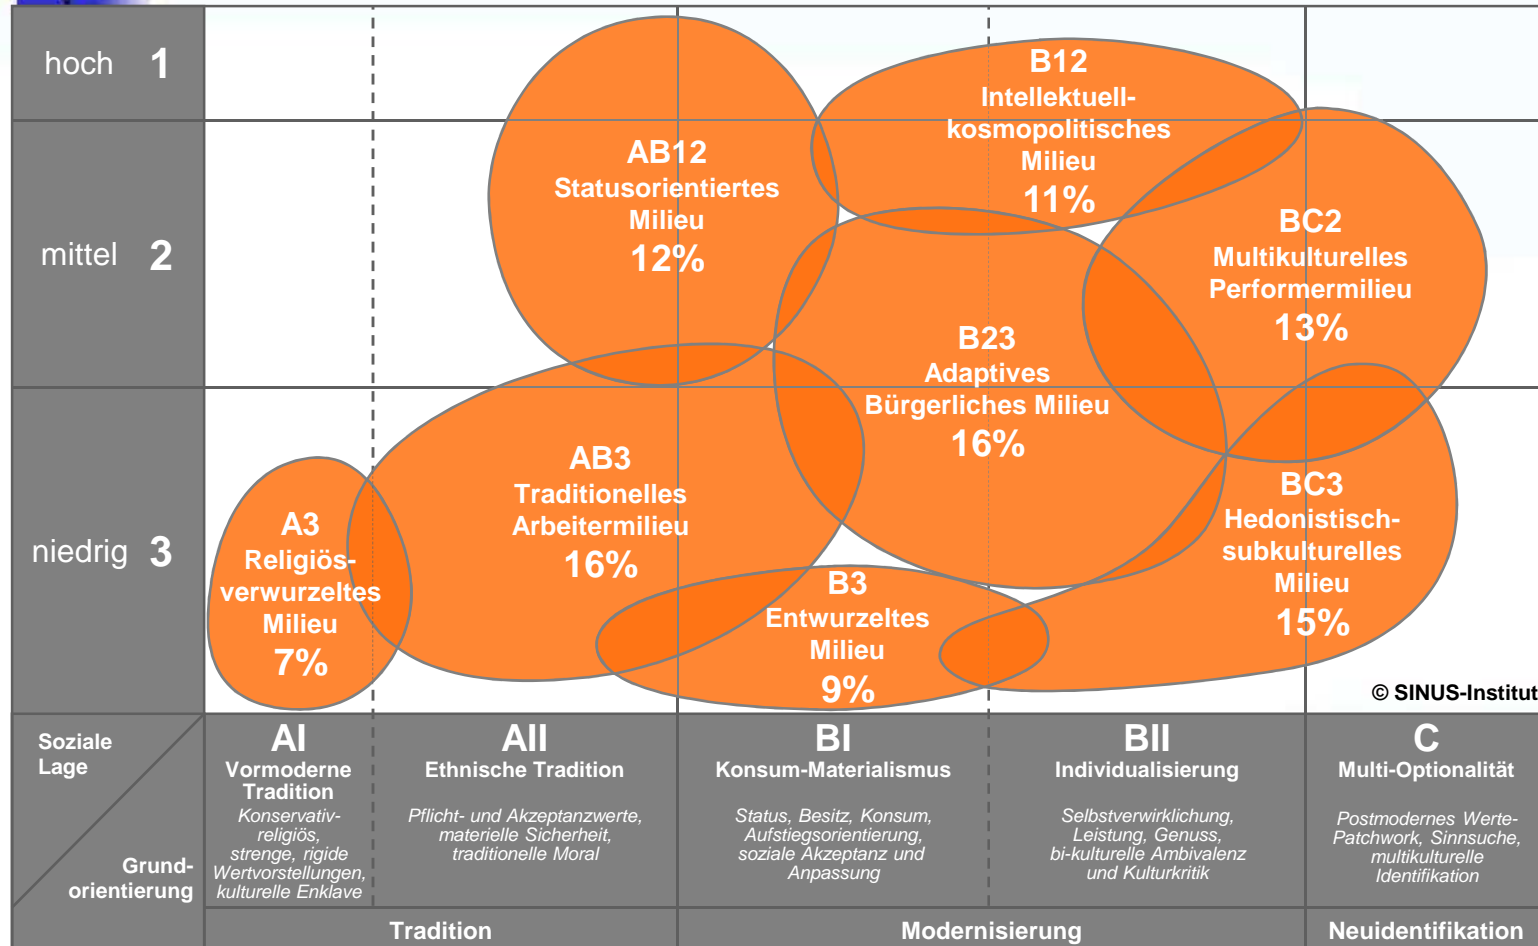 hoch 1
mittel 2
niedrig 3
AB12
Statusorientiertes
Milieu
12%
B12
Intellektuell-
kosmopolitisches
Milieu
11%
BC2
Multikulturelles
Performermilieu
13%
B23
Adaptives
Bürgerliches Milieu
16%
AB3
Traditionelles
Arbeitermilieu
16%
A3
Religiös-
verwurzeltes
Milieu
7%
B3
Entwurzeltes
Milieu
9%
BC3
Hedonistisch-
subkulturelles
Milieu
15%
© SINUS-Institut
Soziale
Lage
Grund-
orientierung
AI
Vormoderne
Tradition
Konservativ-
religiös,
strenge, rigide
Wertvorstellungen,
kulturelle Enklave
AII
Ethnische Tradition
Pflicht- und Akzeptanzwerte,
materielle Sicherheit,
traditionelle Moral
BI
Konsum-Materialismus
Status, Besitz, Konsum,
Aufstiegsorientierung,
soziale Akzeptanz und
Anpassung
BII
Individualisierung
Selbstverwirklichung,
Leistung, Genuss,
bi-kulturelle Ambivalenz
und Kulturkritik
C
Multi-Optionalität
Postmodernes Werte-
Patchwork, Sinnsuche,
multikulturelle
Identifikation
Tradition
Modernisierung
Neuidentifikation